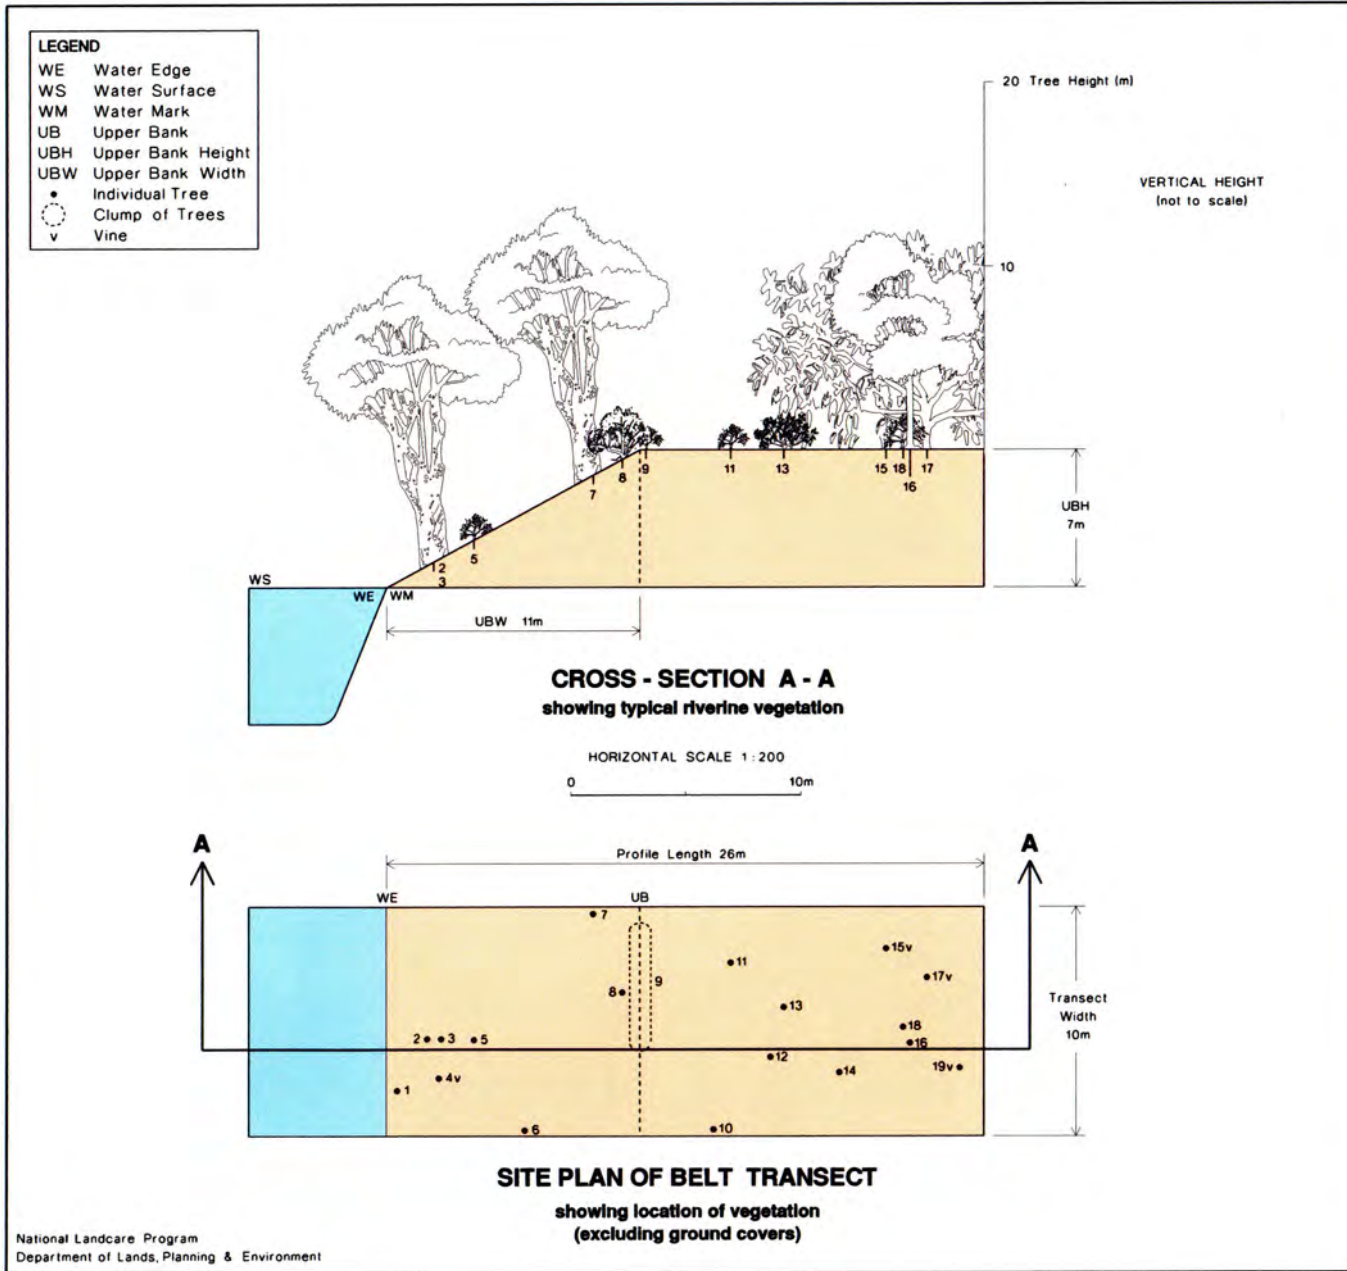 LEGEND
WE Water Edge
WS Water Surface
WM Water Mark
UB Upper Bank
UBH Upper Bank Height
UBW Upper Bank Width
Individual Tree
Clump of Trees
v Vine
20 Tree Height (m)
VERTICAL HEIGHT
(not to scale)
10
2
3
5
7
8
9
11
13
15
18
16
17
UBH
7m
WS
WE
WM
UBW 11m
CROSS - SECTION A - A
showing typical riverine vegetation
HORIZONTAL SCALE 1 : 200
0
10m
A
A
Profile Length 26m
WE
UB
7
15v
11
17v
8
9
13
Transect
Width
10m
18
2
3
5
16
12
14
19v
4v
1
6
10
SITE PLAN OF BELT TRANSECT
showing location of vegetation
(excluding ground covers)
National Landcare Program
Department of Lands, Planning & Environment